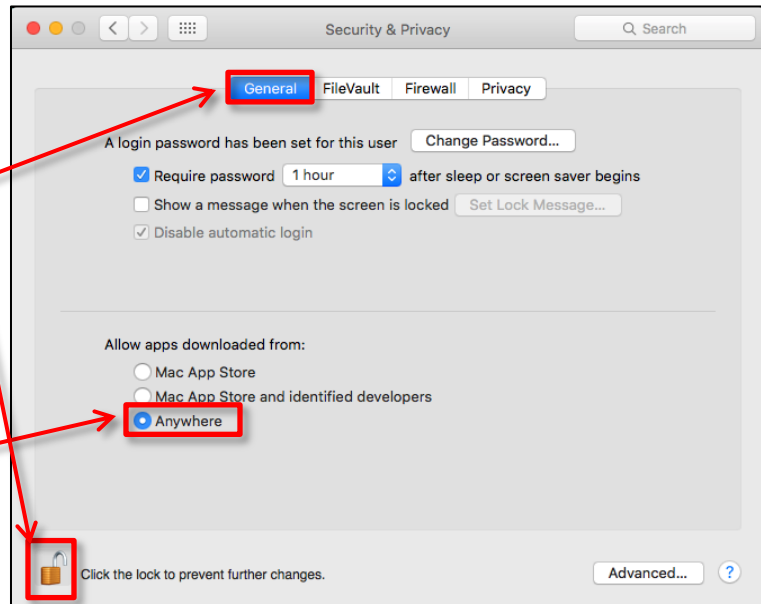 Security & Privacy
Search
General FileVault Firewall Privacy
A login password has been set for this user Change Password...
Require password 1 hour after sleep or screen saver begins
Show a message when the screen is locked Set Lock Message...
Disable automatic login
Allow apps downloaded from:
Mac App Store
Mac App Store and identified developers
Anywhere
Click the lock to prevent further changes. Advanced... ?